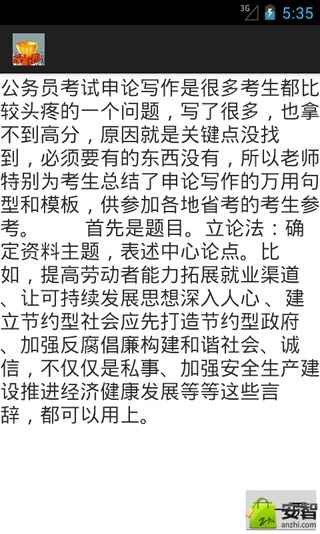 3G
5:35
公务员考试申论写作是很多考生都比
较头疼的一个问题，写了很多，也拿
不到高分，原因就是关键点没找
到，必须要有的东西没有，所以老师
特别为考生总结了申论写作的万用句
型和模板，供参加各地省考的考生参
考。 首先是题目。立论法：确
定资料主题，表述中心论点。比
如，提高劳动者能力拓展就业渠道
、让可持续发展思想深入人心 、建
立节约型社会应先打造节约型政府
、加强反腐倡廉构建和谐社会、诚
信，不仅仅是私事、加强安全生产建
设推进经济健康发展等等这些言
辞，都可以用上。
安智
anzhi.com